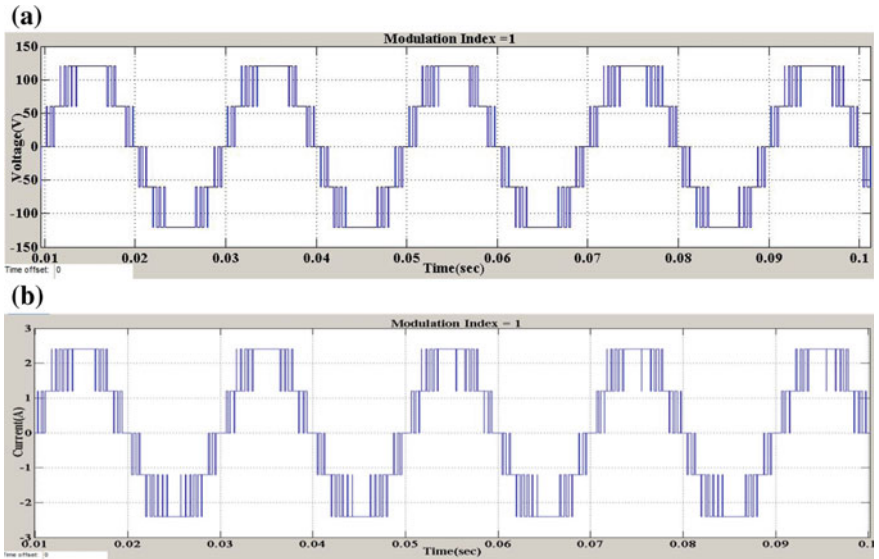 (a)
Modulation Index =1
150
100
50
0
-50
-100
-150
Voltage(V)
0.01 0.02 0.03 0.04 0.05 0.06 0.07 0.08 0.09 0.1
Time(sec)
Time offset: 0
(b)
Modulation Index = 1
3
2
1
0
-1
-2
-3
Current(A)
0.01 0.02 0.03 0.04 0.05 0.06 0.07 0.08 0.09 0.1
Time(sec)
Time offset: 0